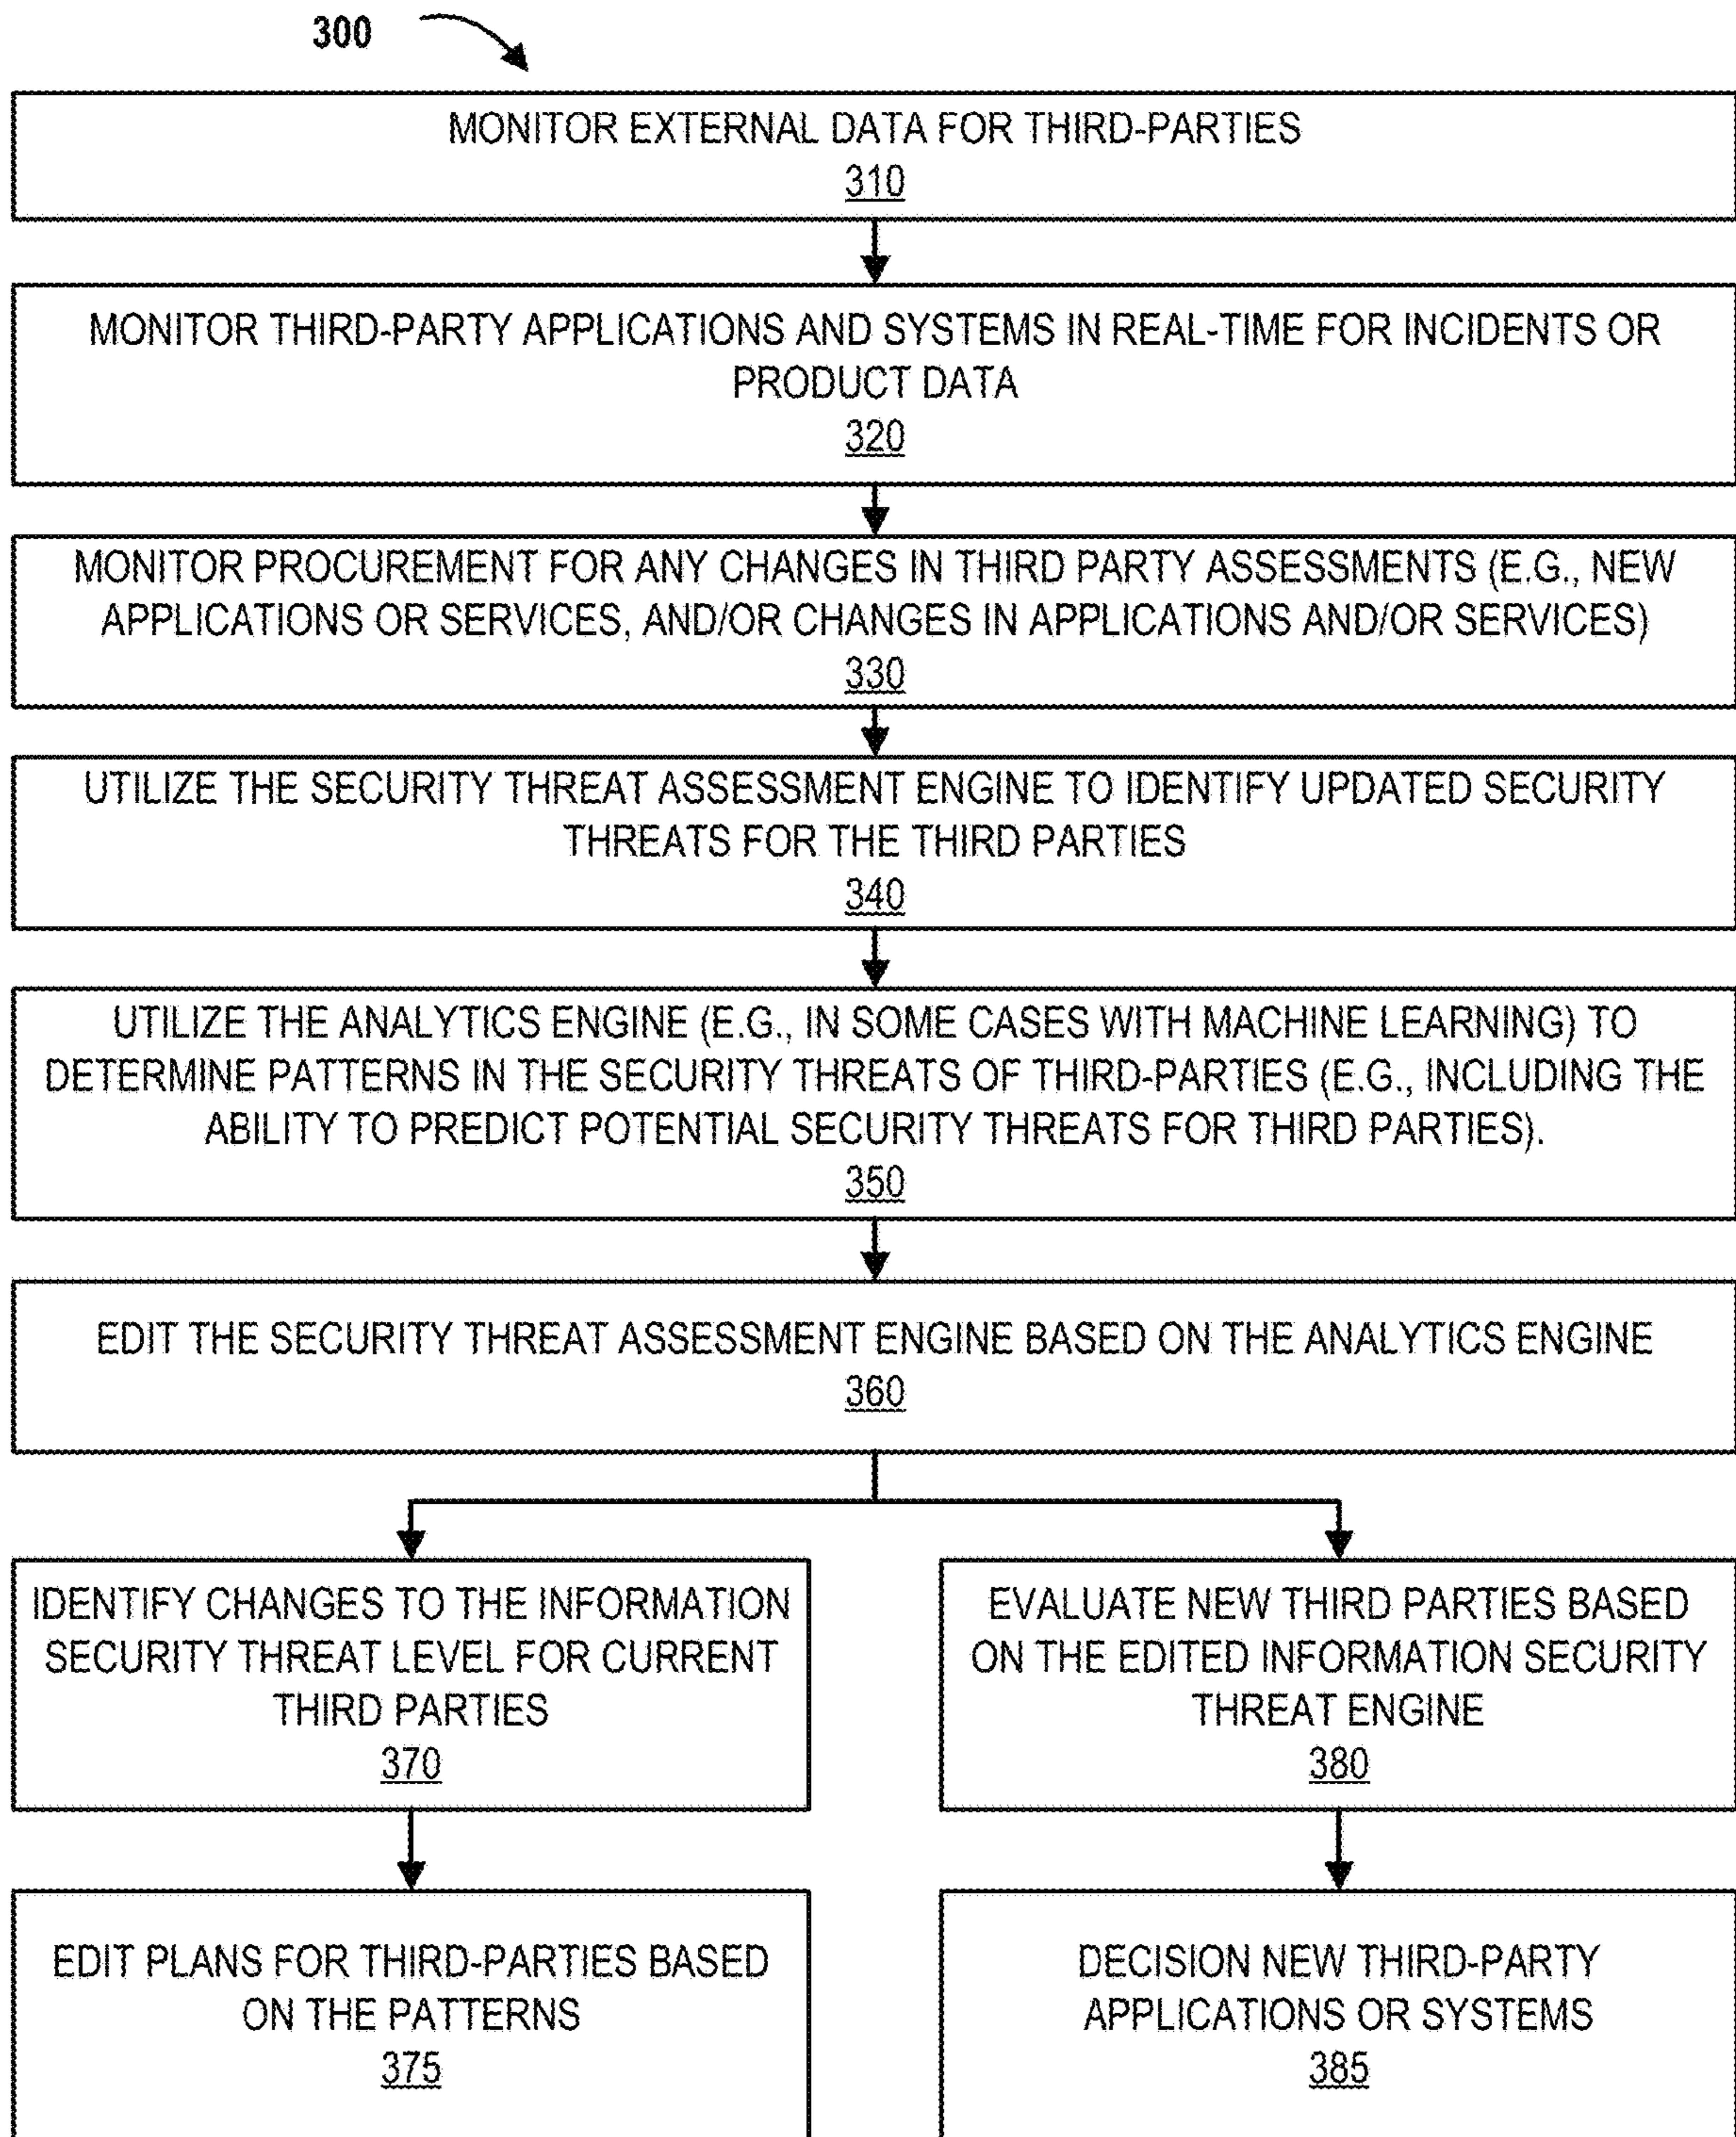 300
MONITOR EXTERNAL DATA FOR THIRD-PARTIES
310
MONITOR THIRD-PARTY APPLICATIONS AND SYSTEMS IN REAL-TIME FOR INCIDENTS OR
PRODUCT DATA
320
MONITOR PROCUREMENT FOR ANY CHANGES IN THIRD PARTY ASSESSMENTS (E.G., NEW
APPLICATIONS OR SERVICES, AND/OR CHANGES IN APPLICATIONS AND/OR SERVICES)
330
UTILIZE THE SECURITY THREAT ASSESSMENT ENGINE TO IDENTIFY UPDATED SECURITY
THREATS FOR THE THIRD PARTIES
340
UTILIZE THE ANALYTICS ENGINE (E.G., IN SOME CASES WITH MACHINE LEARNING) TO
DETERMINE PATTERNS IN THE SECURITY THREATS OF THIRD-PARTIES (E.G., INCLUDING THE
ABILITY TO PREDICT POTENTIAL SECURITY THREATS FOR THIRD PARTIES).
350
EDIT THE SECURITY THREAT ASSESSMENT ENGINE BASED ON THE ANALYTICS ENGINE
360
IDENTIFY CHANGES TO THE INFORMATION
SECURITY THREAT LEVEL FOR CURRENT
THIRD PARTIES
370
EVALUATE NEW THIRD PARTIES BASED
ON THE EDITED INFORMATION SECURITY
THREAT ENGINE
380
EDIT PLANS FOR THIRD-PARTIES BASED
ON THE PATTERNS
375
DECISION NEW THIRD-PARTY
APPLICATIONS OR SYSTEMS
385